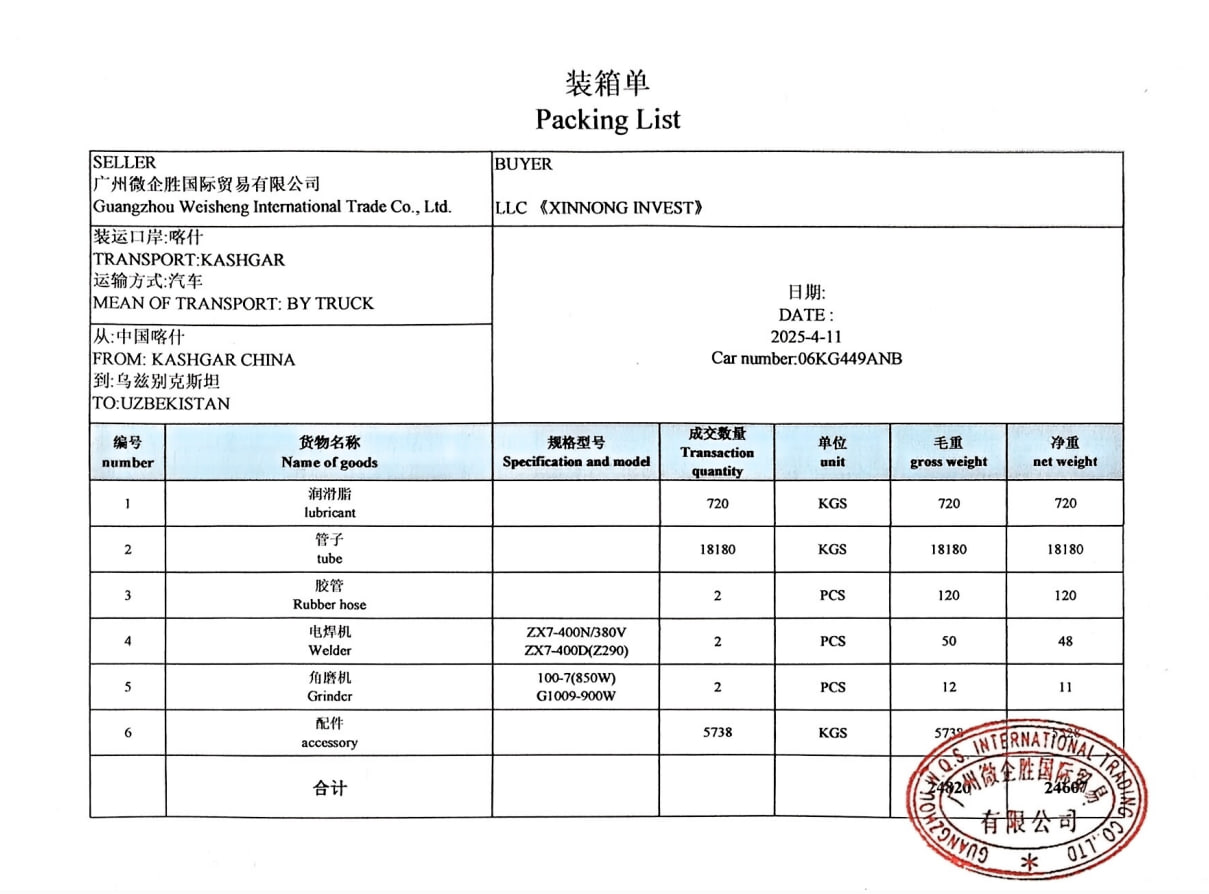 装箱单
Packing List
SELLER
广州微企胜国际贸易有限公司
Guangzhou Weisheng International Trade Co., Ltd.
BUYER
LLC 《XINNONG INVEST》
装运口岸:喀什
TRANSPORT:KASHGAR
运输方式:汽车
MEAN OF TRANSPORT: BY TRUCK
从:中国喀什
FROM: KASHGAR CHINA
到:乌兹别克斯坦
TO:UZBEKISTAN
日期:
DATE :
2025-4-11
Car number:06KG449ANB
编号 货物名称 规格型号 成交数量 单位 毛重 净重
number Name of goods Specification and model Transaction quantity unit gross weight net weight
1 润滑脂 720 KGS 720 720
lubricant
2 管子 18180 KGS 18180 18180
tube
3 胶管 2 PCS 120 120
Rubber hose
4 电焊机 ZX7-400N/380V 2 PCS 50 48
Welder ZX7-400D(Z290)
5 角磨机 100-7(850W) 2 PCS 12 11
Grinder G1009-900W
6 配件 5738 KGS 5738
accessory
合计 24820 24607
GUANGZHOU W.Q.S. INTERNATIONAL TRADING CO.,LTD
广州微企胜国际贸易
有限公司